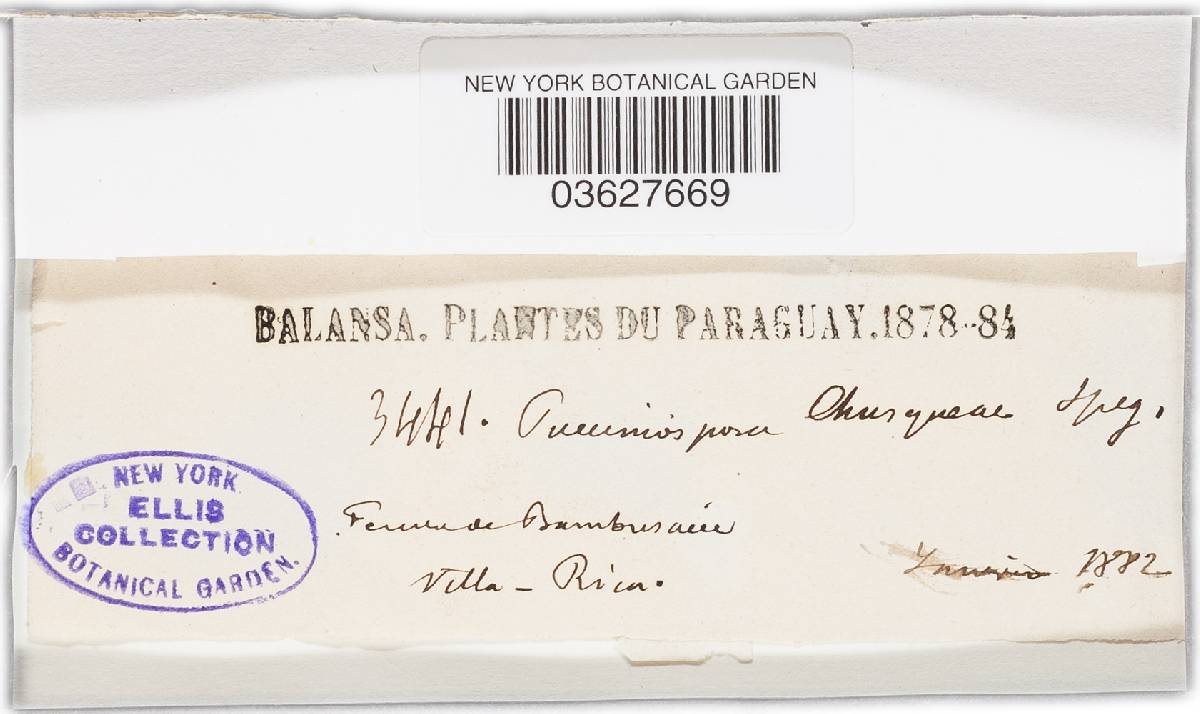 NEW YORK BOTANICAL GARDEN
03627669
BALANSA. PLANTES DU PARAGUAY. 1878-84
3441. Pucciniospora Chusqueae Speg.
Feuille de Bambusacée
Villa-Rica. Janvier 1882
NEW YORK
ELLIS
COLLECTION
BOTANICAL GARDEN.